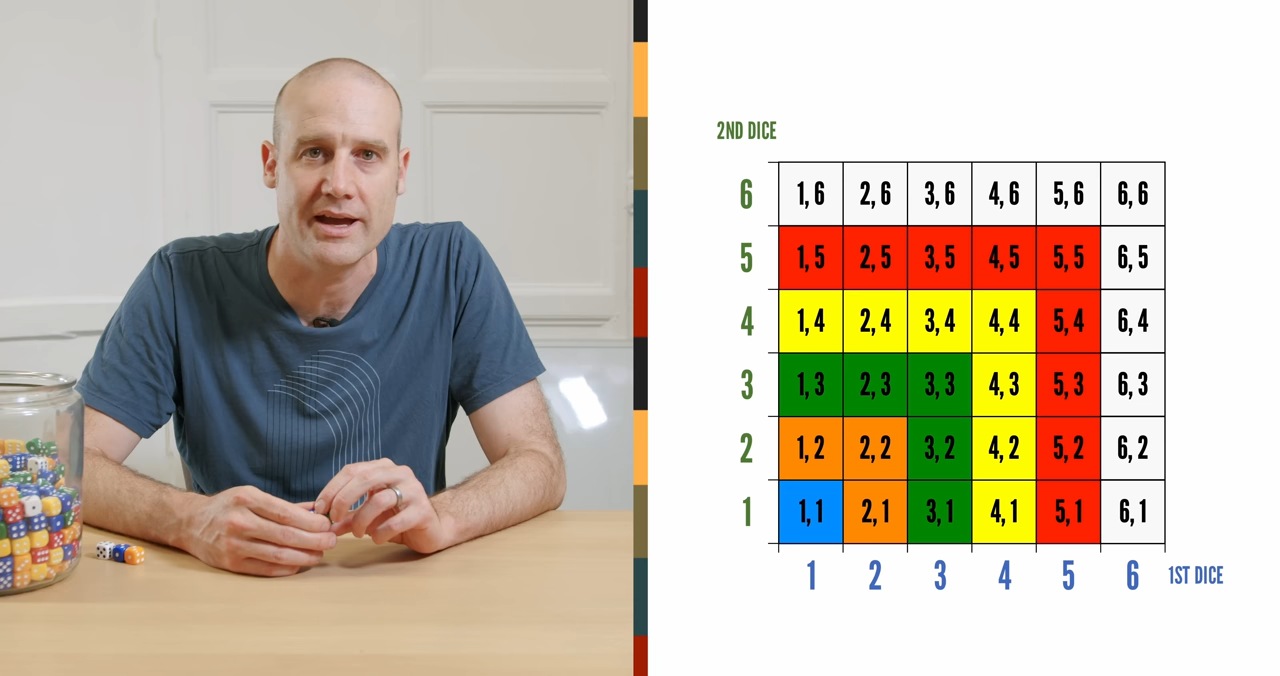 2ND DICE
6 1, 6 2, 6 3, 6 4, 6 5, 6 6, 6
5 1, 5 2, 5 3, 5 4, 5 5, 5 6, 5
4 1, 4 2, 4 3, 4 4, 4 5, 4 6, 4
3 1, 3 2, 3 3, 3 4, 3 5, 3 6, 3
2 1, 2 2, 2 3, 2 4, 2 5, 2 6, 2
1 1, 1 2, 1 3, 1 4, 1 5, 1 6, 1
1 2 3 4 5 6 1ST DICE